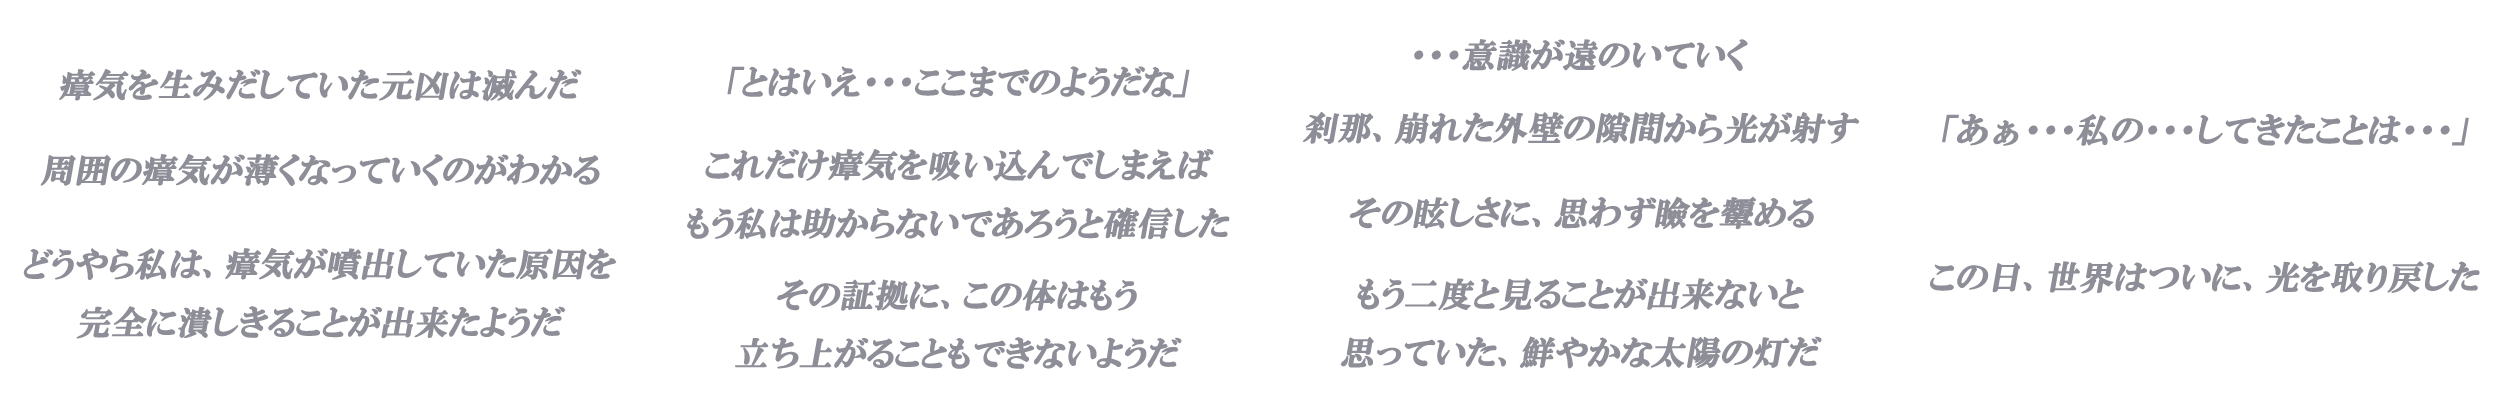 瘴気を生みだしていた主核は壊れた
周囲の瘴気が薄くなっていくのがわかる
どうやら私は、瘴気が噴出していた原因を
完全に潰しきることが出来たようだ
「とはいえ・・・ここまでのようだな」
これほど瘴気を吸い込んでしまえば
もう私は助からないであろうと確信した
その証拠に、この体はもう
立ち上がることもできないようだ
・・・意識が遠のいていく
刹那、崩れた外壁の隙間から光が射す
その眩しさに、思わず瞼を顰める
もう二度と見ることが出来ないと
思っていた、鮮やかな太陽の灯だ
「あぁ・・・私の・・・してきたことは・・・」
この日、世界はついに、光を取り戻した